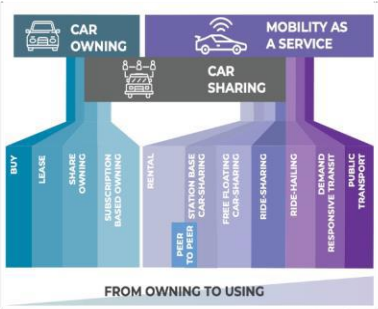 CAR
OWNING
MOBILITY AS
A SERVICE
CAR
SHARING
BUY
LEASE
SHARE
OWNING
SUBSCRIPTION
BASED OWNING
RENTAL
PEER
TO PEER
STATION BASE
CAR-SHARING
FREE FLOATING
CAR-SHARING
RIDE-SHARING
RIDE-HAILING
DEMAND
RESPONSIVE TRANSIT
PUBLIC
TRANSPORT
FROM OWNING TO USING